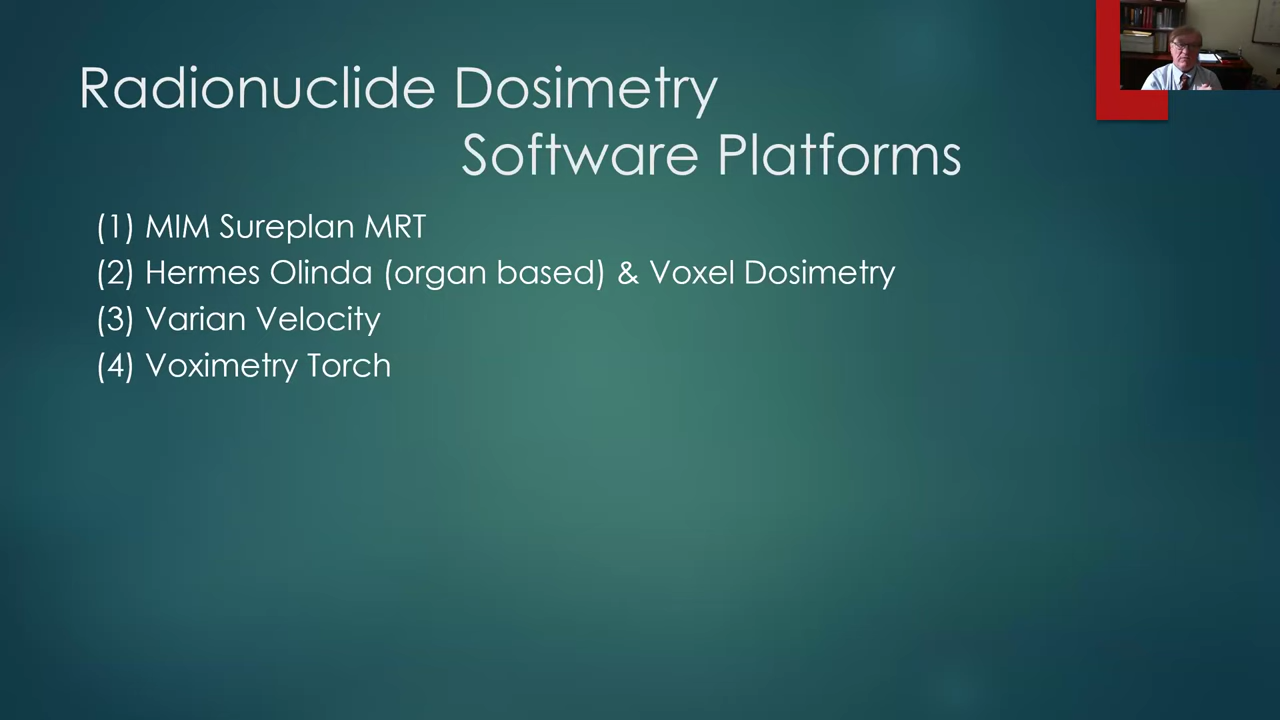 Radionuclide Dosimetry
Software Platforms
(1) MIM Sureplan MRT
(2) Hermes Olinda (organ based) & Voxel Dosimetry
(3) Varian Velocity
(4) Voximetry Torch